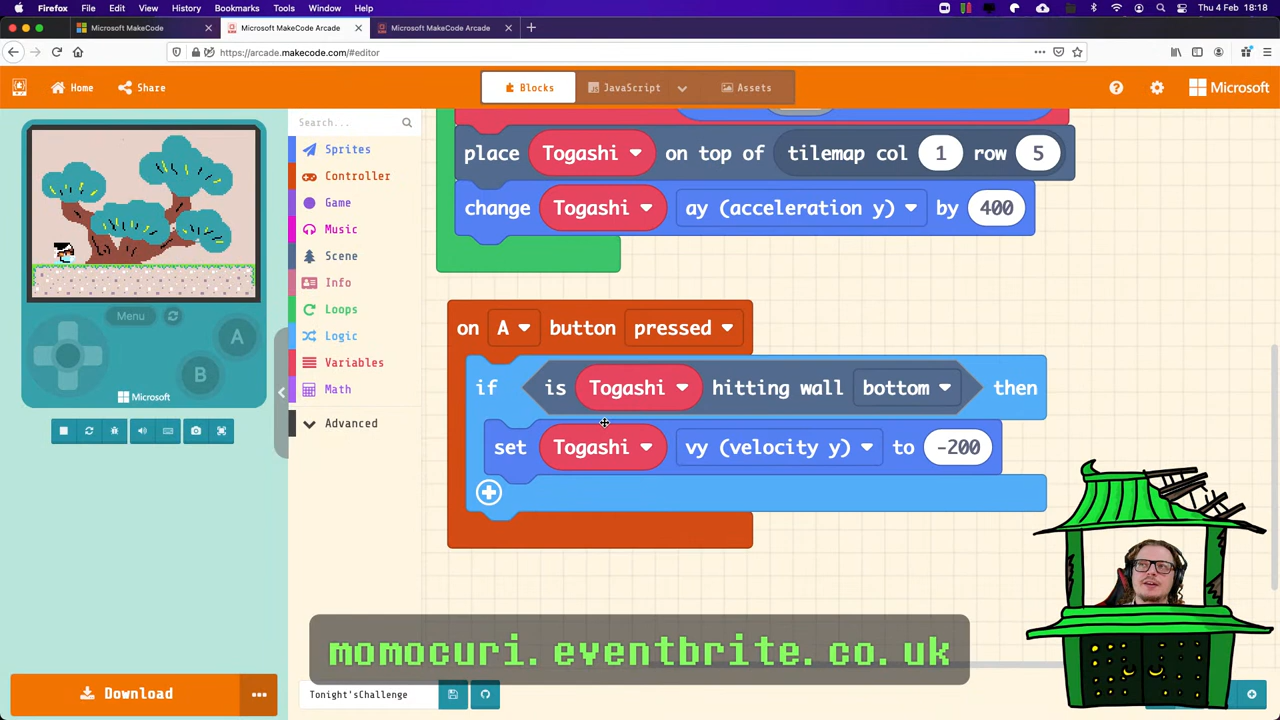 Firefox File Edit View History Bookmarks Profiles Tools Window Help
Thu 4 Mar 18:18
Microsoft MakeCode
Microsoft MakeCode Arcade
Microsoft MakeCode Arcade
https://arcade.makecode.com/#editor
Home
Share
Blocks
JavaScript
Assets
Microsoft
Search...
Sprites
Controller
Game
Music
Scene
Info
Loops
Logic
Variables
Math
Advanced
Menu
A
B
Microsoft
place Togashi on top of tilemap col 1 row 5
change Togashi ay (acceleration y) by 400
on A button pressed
if is Togashi hitting wall bottom then
set Togashi vy (velocity y) to -200
momocuri.eventbrite.co.uk
Download
Tonight'sChallenge